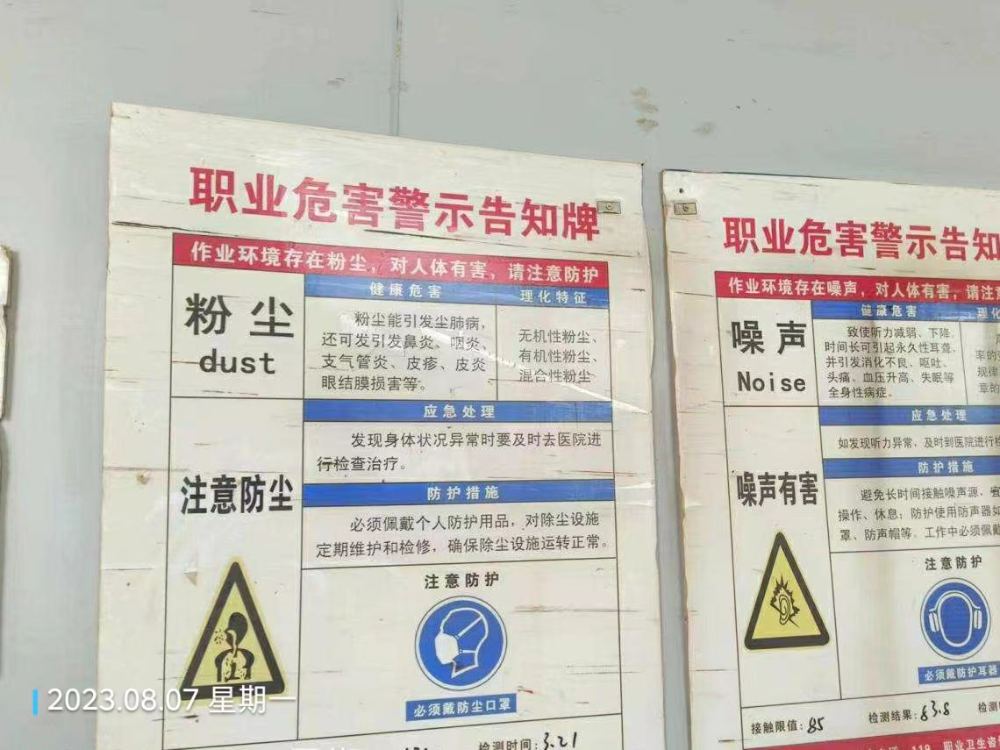 职业危害警示告知牌
作业环境存在粉尘，对人体有害，请注意防护
粉尘
dust
健康危害
粉尘能引发尘肺病，
还可发引发鼻炎、咽炎、
支气管炎、皮疹、皮炎
眼结膜损害等。
理化特征
无机性粉尘、
有机性粉尘、
混合性粉尘
应急处理
发现身体状况异常时要及时去医院进
行检查治疗。
注意防尘
防护措施
必须佩戴个人防护用品，对除尘设施
定期维护和检修，确保除尘设施运转正常。
注意防护
必须戴防尘口罩
检测时间：3.21
职业危害警示告知
作业环境存在噪声，对人体有害，请注
噪声
Noise
健康危害
致使听力减弱、下降。
时间长可引起永久性耳聋，
并引发消化不良、呕吐、
头痛、血压升高、失眠等
全身性病症。
理化
率的
规律
章的
应急处理
如发现听力异常，及时到医院进行
噪声有害
防护措施
避免长时间接触噪声源，
操作、休息；防护使用防声器如
罩、防声帽等。工作中必须佩戴
注意防护
必须戴防护耳器
接触限值：85
检测结果：83.8
检测
119
职业卫生咨
2023.08.07 星期一